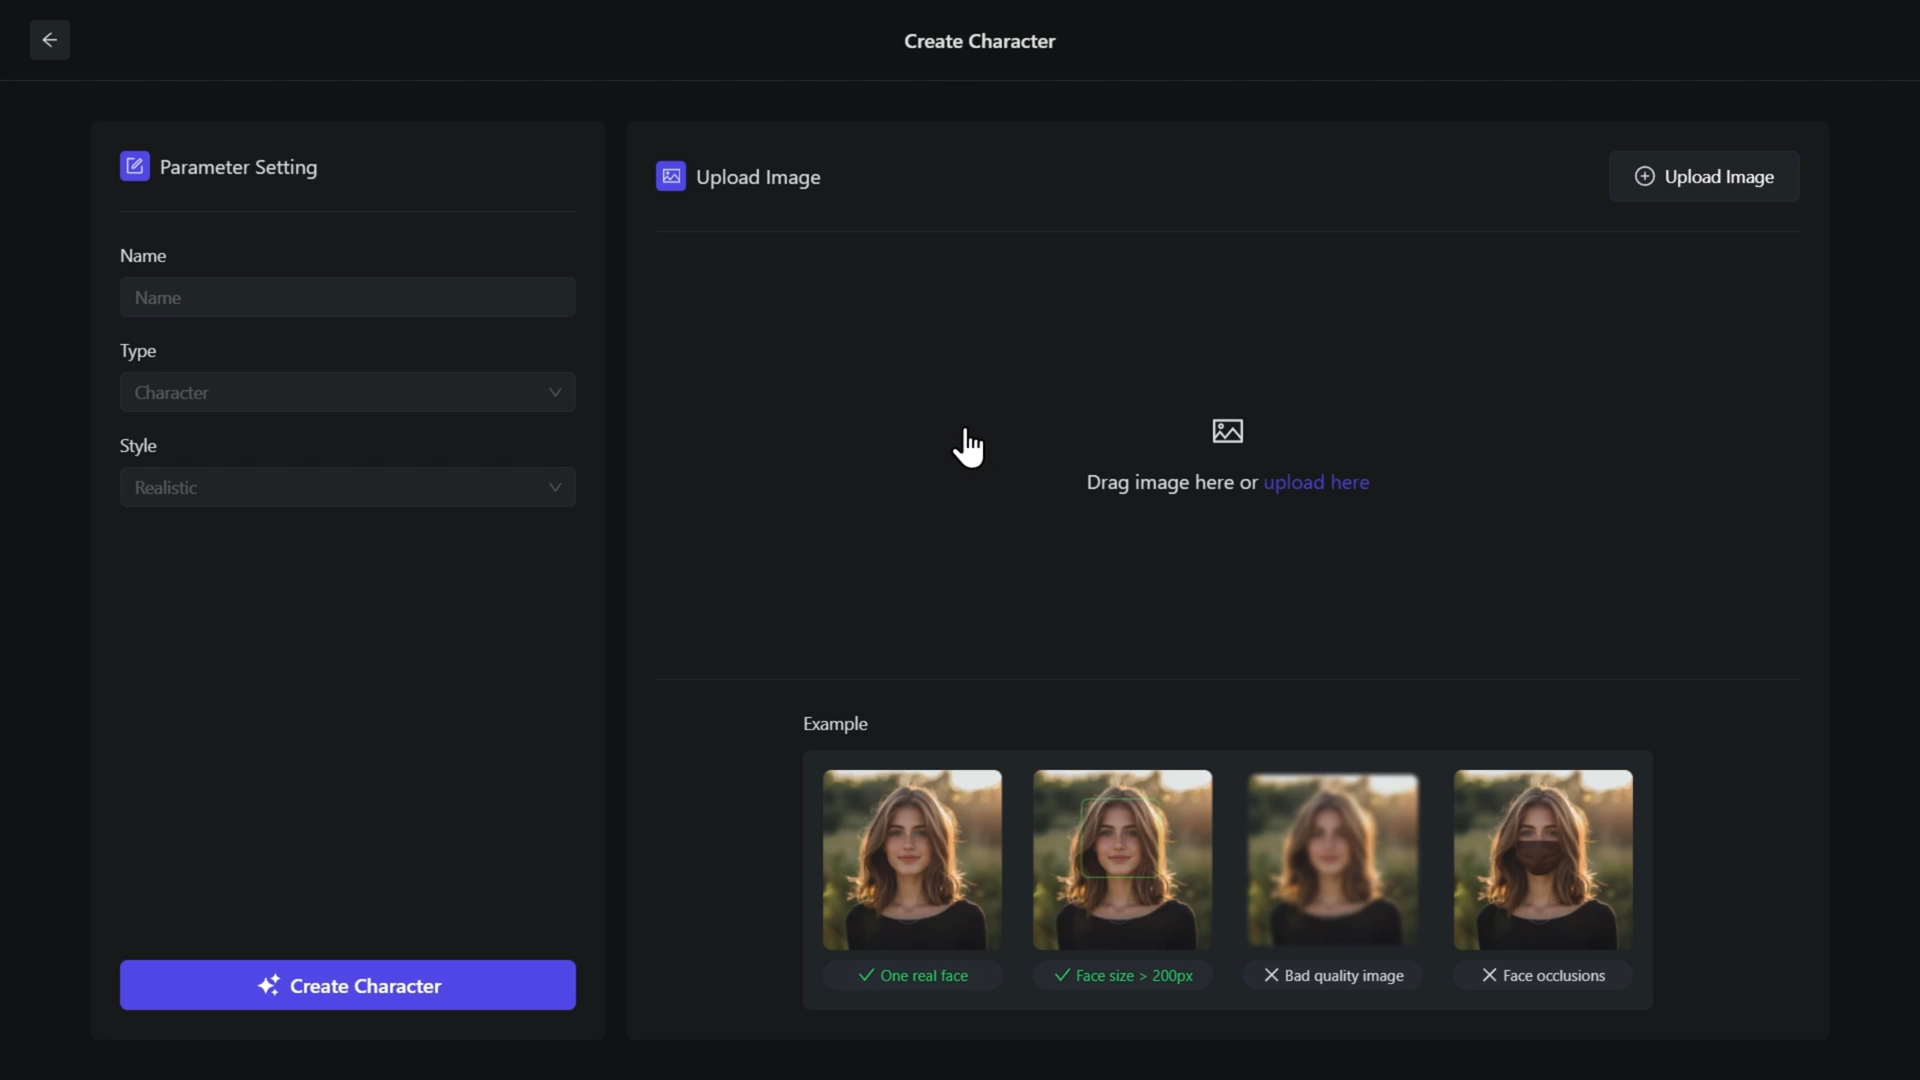 Create Character
Parameter Setting
Name
Name
Type
Character
Style
Realistic
Create Character
Upload Image
Upload Image
Drag image here or upload here
Example
One real face
Face size > 200px
Bad quality image
Face occlusions